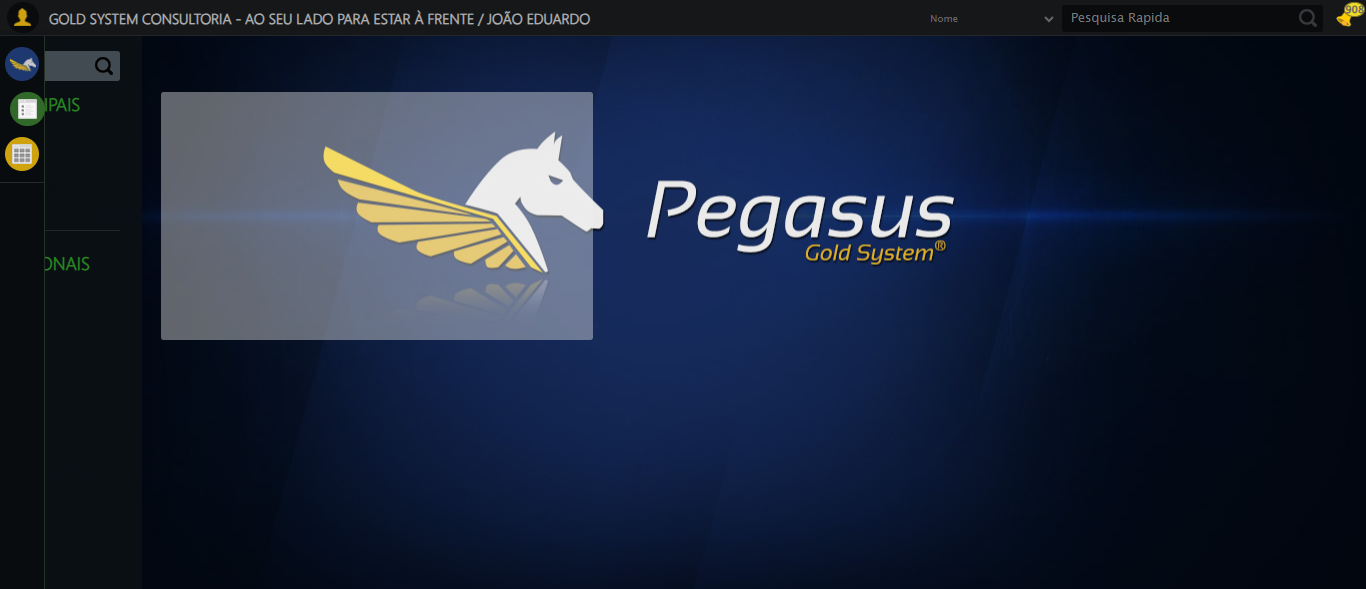 GOLD SYSTEM CONSULTORIA - AO SEU LADO PARA ESTAR À FRENTE / JOÃO EDUARDO
Nome
Pesquisa Rapida
908
IPAIS
ONAIS
Pegasus
Gold System®